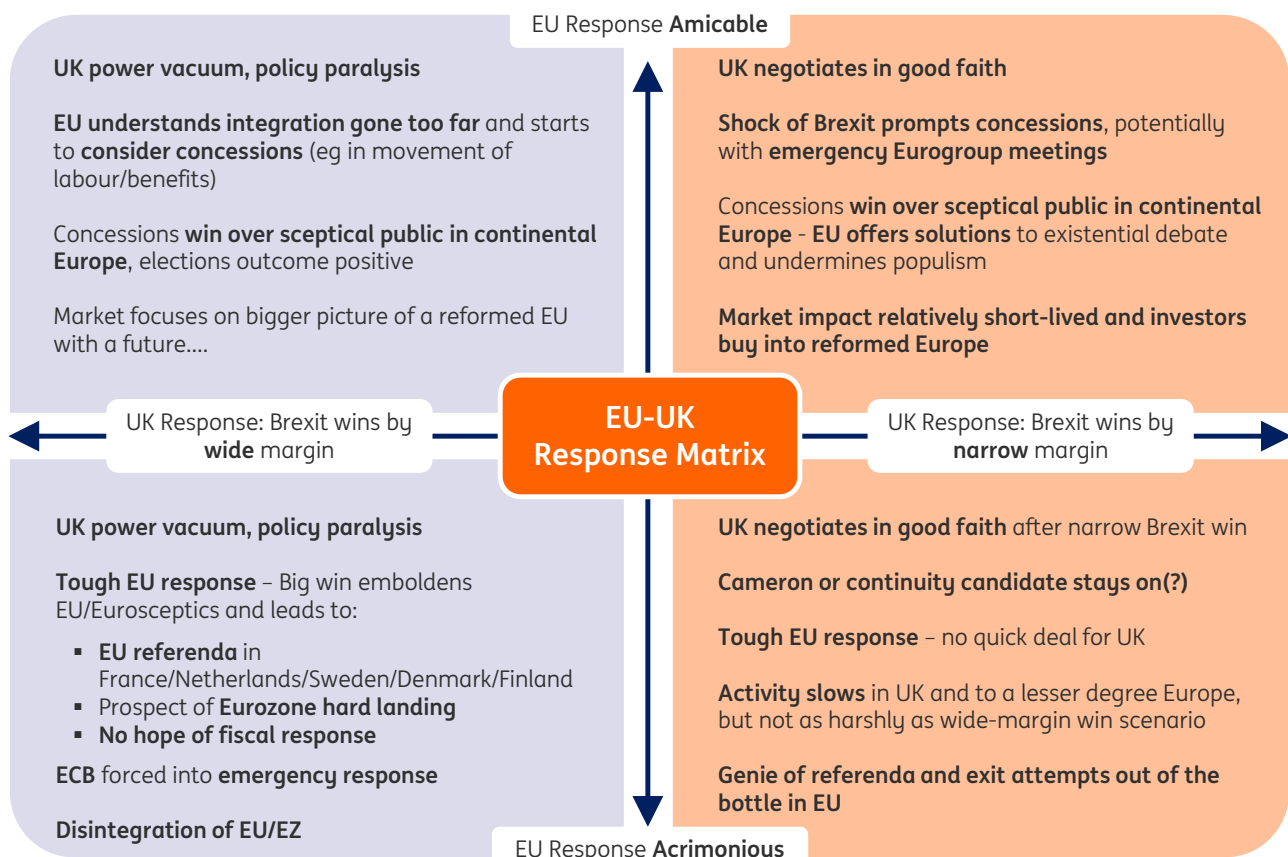 EU Response Amicable
UK power vacuum, policy paralysis
EU understands integration gone too far and starts
to consider concessions (eg in movement of
labour/benefits)
Concessions win over sceptical public in continental
Europe, elections outcome positive
Market focuses on bigger picture of a reformed EU
with a future....
UK negotiates in good faith
Shock of Brexit prompts concessions, potentially
with emergency Eurogroup meetings
Concessions win over sceptical public in continental
Europe - EU offers solutions to existential debate
and undermines populism
Market impact relatively short-lived and investors
buy into reformed Europe
UK Response: Brexit wins by
wide margin
EU-UK
Response Matrix
UK Response: Brexit wins by
narrow margin
UK power vacuum, policy paralysis
Tough EU response – Big win emboldens
EU/Eurosceptics and leads to:
▪ EU referenda in
France/Netherlands/Sweden/Denmark/Finland
▪ Prospect of Eurozone hard landing
▪ No hope of fiscal response
ECB forced into emergency response
Disintegration of EU/EZ
UK negotiates in good faith after narrow Brexit win
Cameron or continuity candidate stays on(?)
Tough EU response – no quick deal for UK
Activity slows in UK and to a lesser degree Europe,
but not as harshly as wide-margin win scenario
Genie of referenda and exit attempts out of the
bottle in EU
EU Response Acrimonious